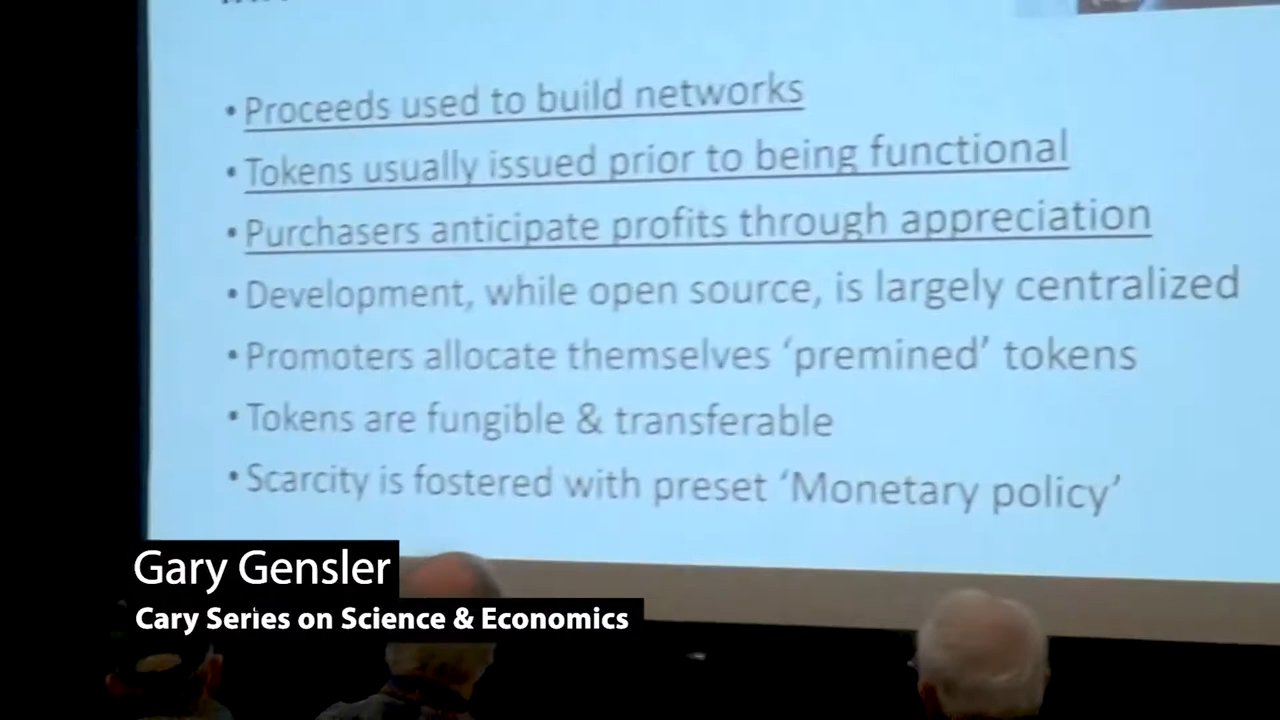 • Proceeds used to build networks
• Tokens usually issued prior to being functional
• Purchasers anticipate profits through appreciation
• Development, while open source, is largely centralized
• Promoters allocate themselves ‘premined’ tokens
• Tokens are fungible & transferable
• Scarcity is fostered with preset ‘Monetary policy’
Gary Gensler
Cary Series on Science & Economics